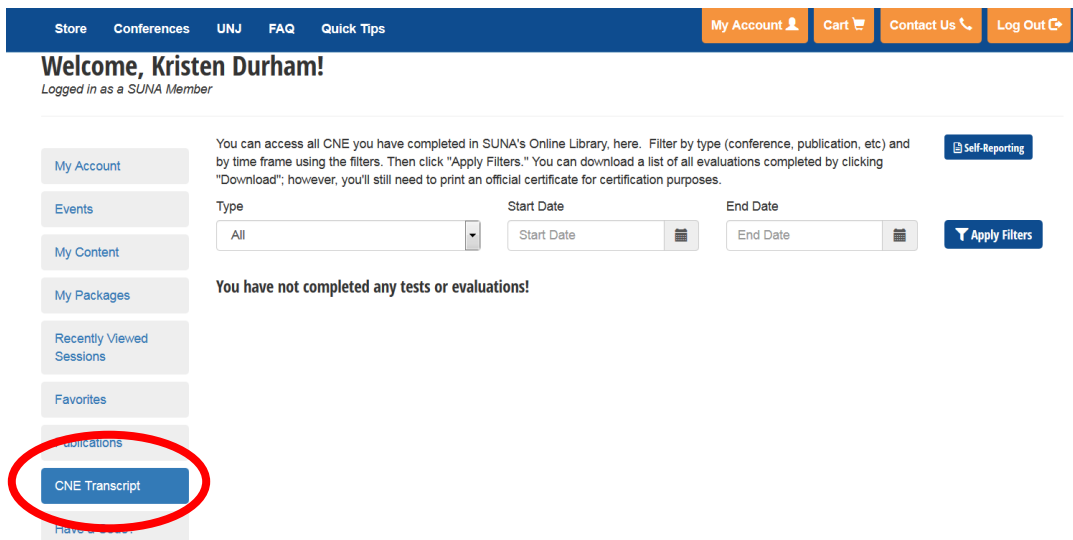 Store Conferences UNJ FAQ Quick Tips My Account Cart Contact Us Log Out
Welcome, Kristen Durham!
Logged in as a SUNA Member
My Account
Events
My Content
My Packages
Recently Viewed
Sessions
Favorites
Publications
CNE Transcript
Have a Code?
You can access all CNE you have completed in SUNA's Online Library, here. Filter by type (conference, publication, etc) and
by time frame using the filters. Then click "Apply Filters." You can download a list of all evaluations completed by clicking
"Download"; however, you'll still need to print an official certificate for certification purposes.
Self-Reporting
Type Start Date End Date
All Start Date End Date Apply Filters
You have not completed any tests or evaluations!